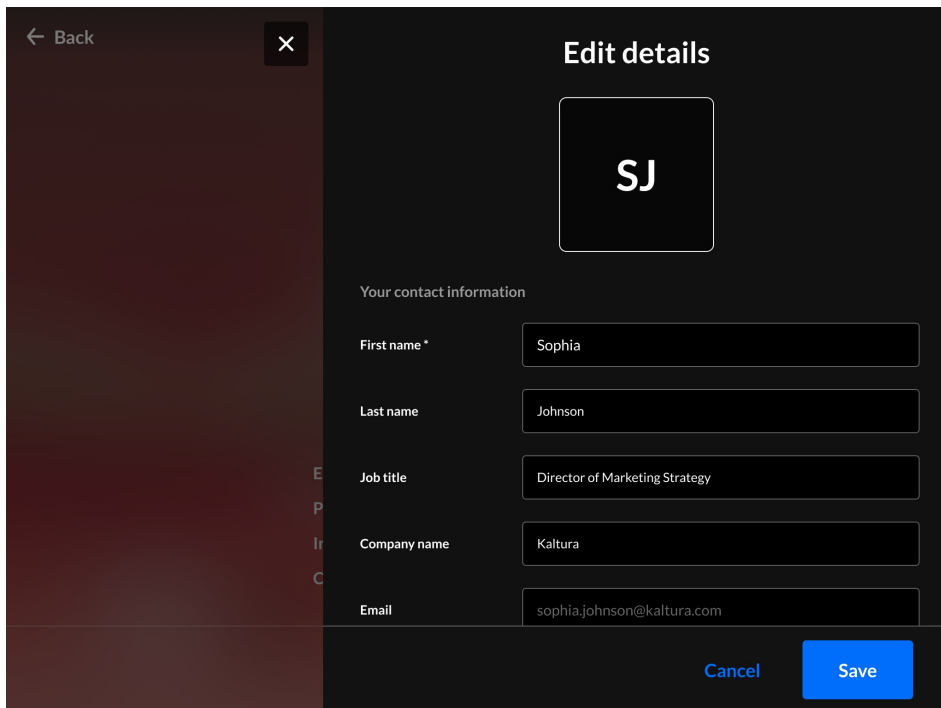 Back
Edit details
SJ
Your contact information
First name * Sophia
Last name Johnson
Job title Director of Marketing Strategy
Company name Kaltura
Email sophia.johnson@kaltura.com
Cancel Save